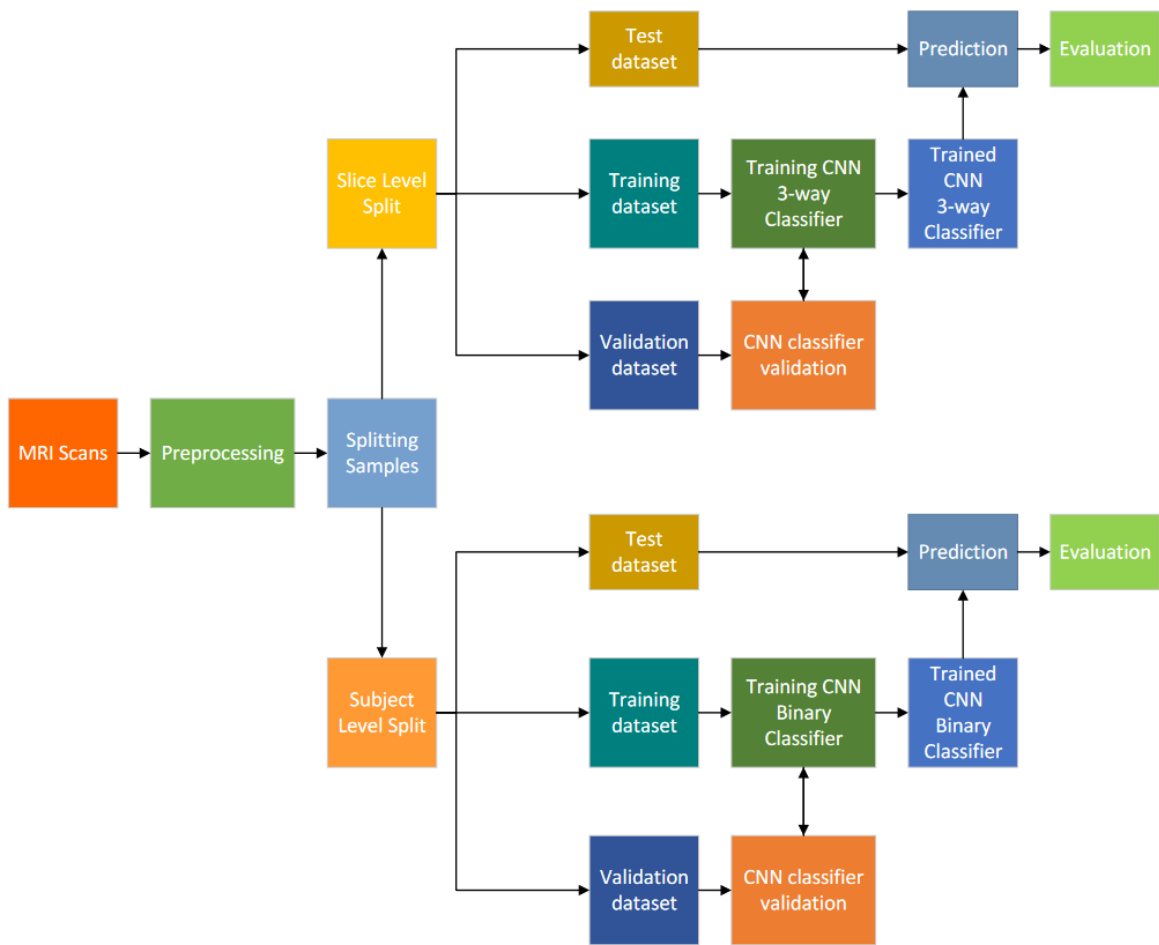 Test
dataset
Prediction
Evaluation
Slice Level
Split
Training
dataset
Training CNN
3-way
Classifier
Trained
CNN
3-way
Classifier
Validation
dataset
CNN classifier
validation
MRI Scans
Preprocessing
Splitting
Samples
Test
dataset
Prediction
Evaluation
Subject
Level Split
Training
dataset
Training CNN
Binary
Classifier
Trained
CNN
Binary
Classifier
Validation
dataset
CNN classifier
validation